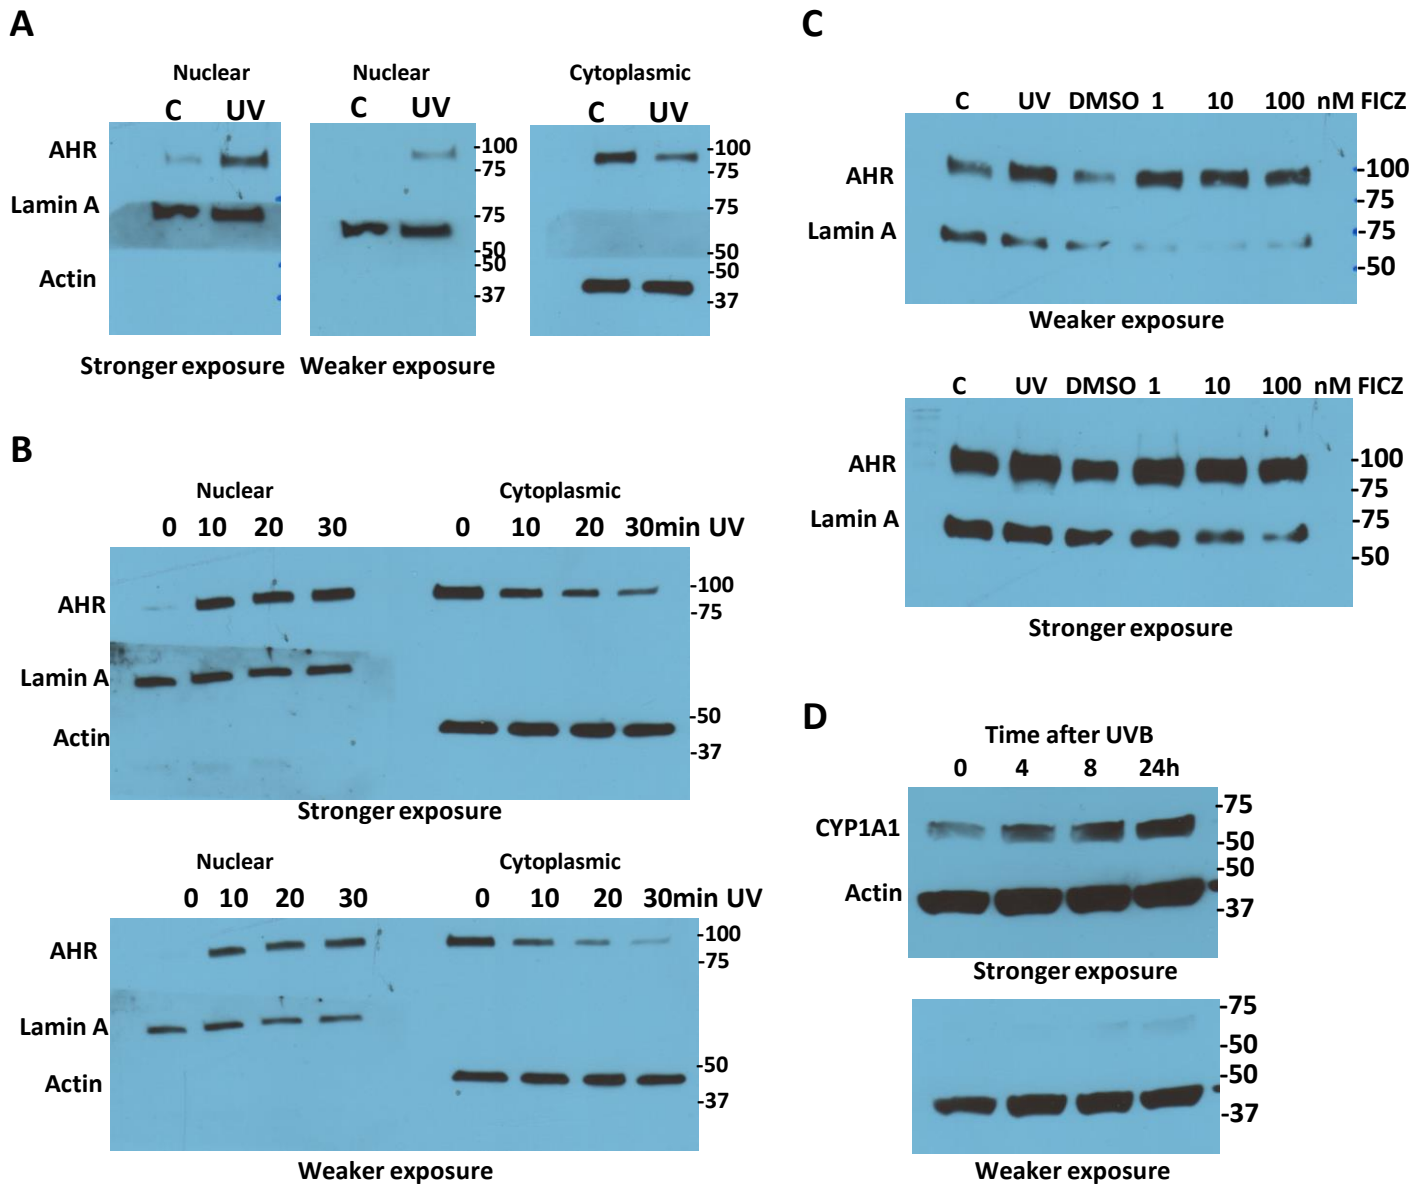 A
Nuclear
Nuclear
Cytoplasmic
C UV
C UV
C UV
AHR
Lamin A
Actin
-100
-75
-75
-50
-50
-37
-100
-75
-75
-50
-50
-37
Stronger exposure
Weaker exposure
B
Nuclear
Cytoplasmic
0 10 20 30
0 10 20 30min UV
AHR
Lamin A
Actin
-100
-75
-50
-37
Stronger exposure
Nuclear
Cytoplasmic
0 10 20 30
0 10 20 30min UV
AHR
Lamin A
Actin
-100
-75
-50
-37
Weaker exposure
C
C UV DMSO 1 10 100 nM FICZ
AHR
Lamin A
-100
-75
-75
-50
Weaker exposure
C UV DMSO 1 10 100 nM FICZ
AHR
Lamin A
-100
-75
-75
-50
Stronger exposure
D
Time after UVB
0 4 8 24h
CYP1A1
Actin
-75
-50
-50
-37
Stronger exposure
-75
-50
-50
-37
Weaker exposure